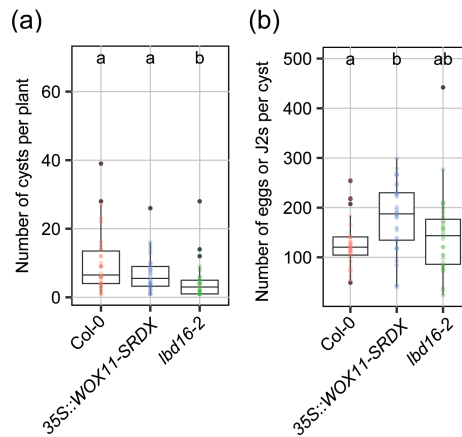 (a)
Number of cysts per plant
a a b
60
40
20
0
Col-0
35S::WOX11-SRDX
lbd16-2
(b)
Number of eggs or J2s per cyst
a b ab
500
400
300
200
100
Col-0
35S::WOX11-SRDX
lbd16-2